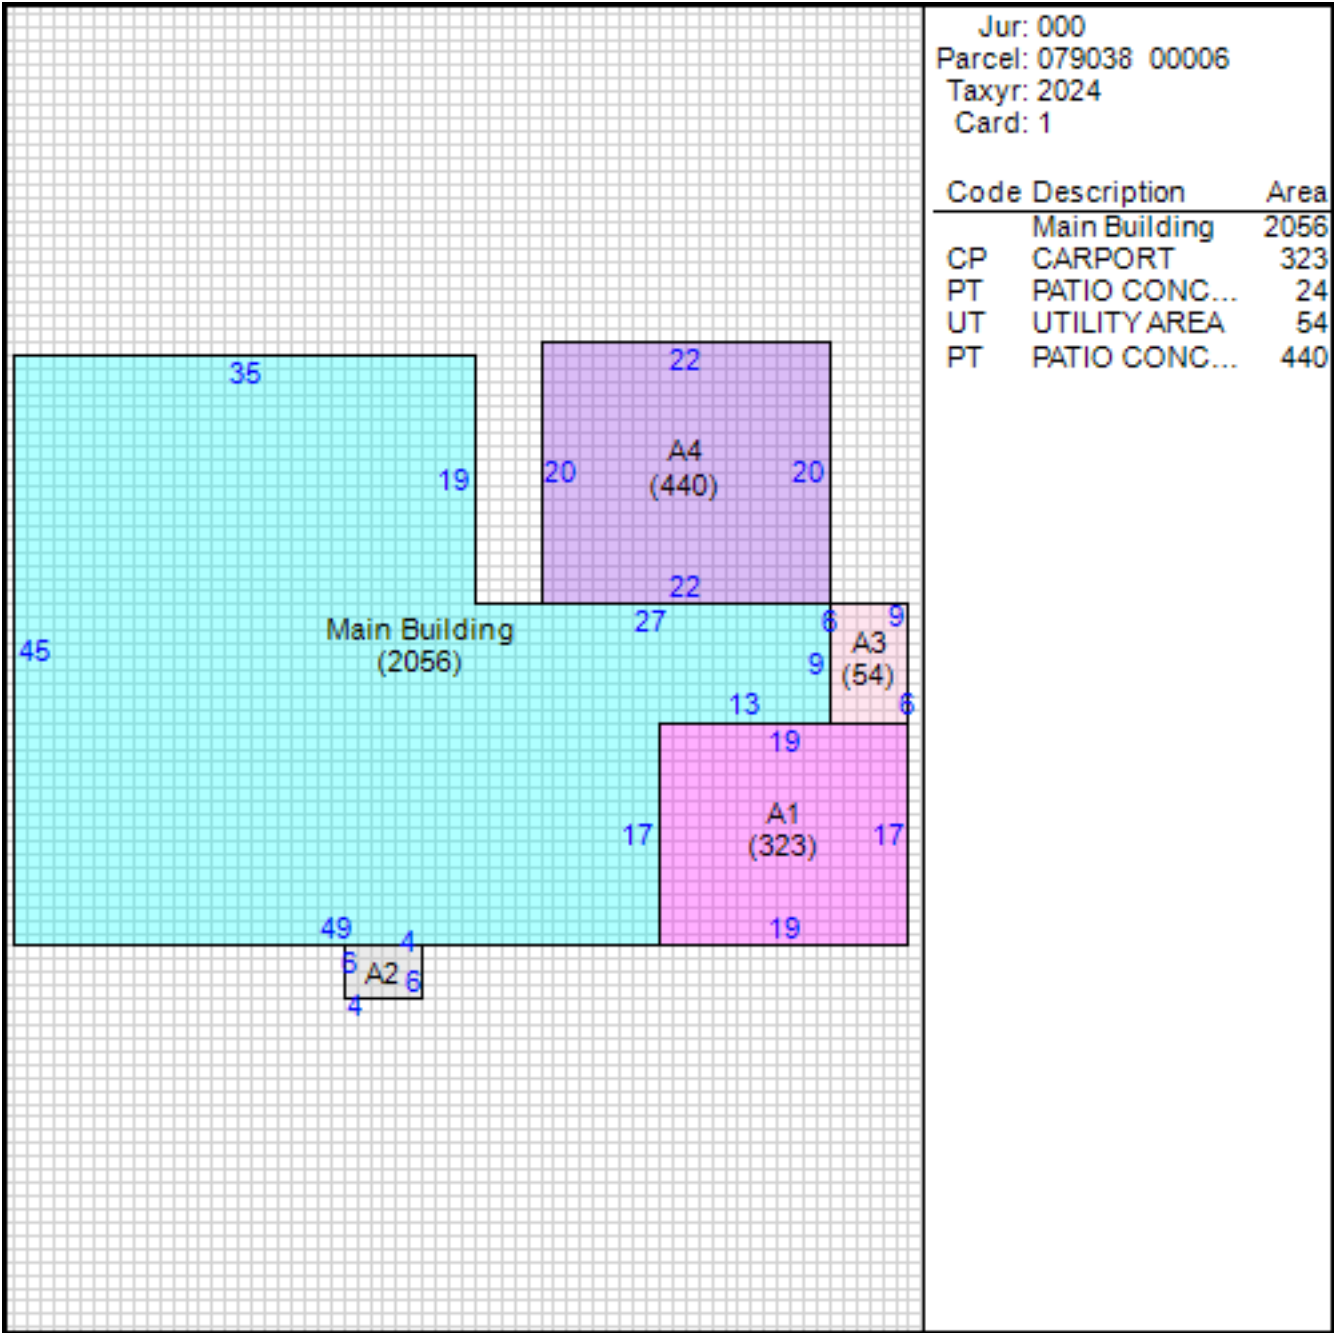 Jur: 000
Parcel: 079038 00006
Taxyr: 2024
Card: 1
Code Description Area
Main Building 2056
CP CARPORT 323
PT PATIO CONC... 24
UT UTILITY AREA 54
PT PATIO CONC... 440
35
22
19
20
A4
(440)
20
22
45
Main Building
(2056)
27
6
9
A3
(54)
9
13
6
19
17
A1
(323)
17
49
4
19
6
A2
6
4